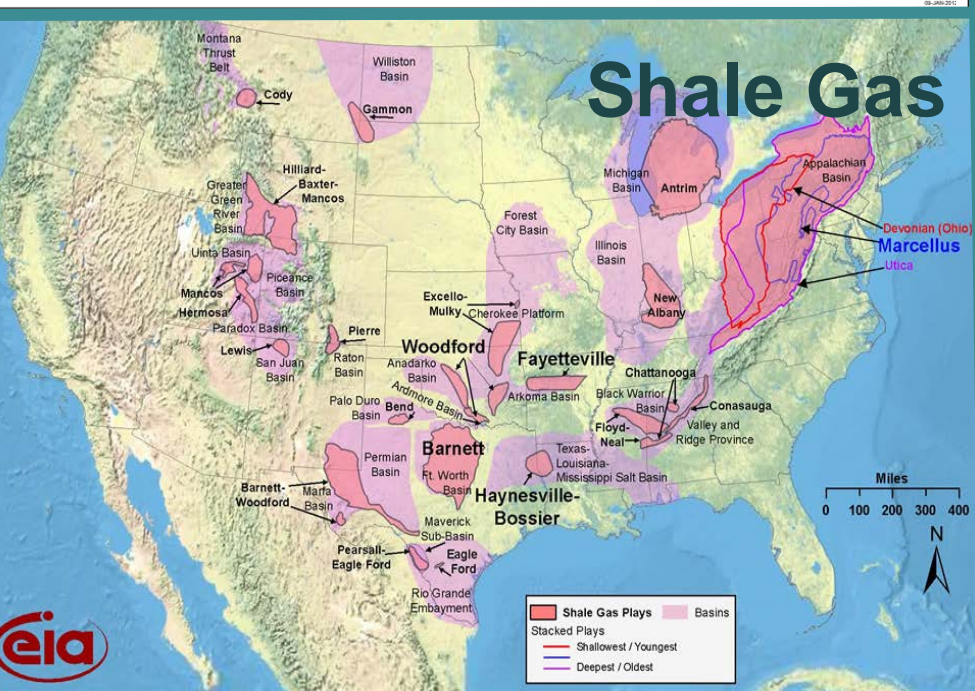 09-JAN-2012
Shale Gas
Montana
Thrust
Belt
Cody
Williston
Basin
Gammon
Hilliard-
Baxter-
Mancos
Greater
Green
River
Basin
Uinta Basin
Mancos
Piceance
Basin
Hermosa
Paradox Basin
Lewis
San Juan
Basin
Pierre
Raton
Basin
Michigan
Basin
Antrim
Appalachian
Basin
Devonian (Ohio)
Marcellus
Utica
Forest
City Basin
Illinois
Basin
New
Albany
Excello-
Mulky
Cherokee Platform
Woodford
Anadarko
Basin
Ardmore Basin
Palo Duro
Basin
Bend
Fayetteville
Arkoma Basin
Chattanooga
Black Warrior
Basin
Conasauga
Floyd-
Neal
Valley and
Ridge Province
Barnett
Ft. Worth
Basin
Permian
Basin
Texas-
Louisiana-
Mississippi Salt Basin
Haynesville-
Bossier
Barnett-
Woodford
Marfa
Basin
Maverick
Sub-Basin
Pearsall-
Eagle Ford
Eagle
Ford
Rio Grande
Embayment
Miles
0 100 200 300 400
N
Shale Gas Plays
Basins
Stacked Plays
Shallowest / Youngest
Deepest / Oldest
eia